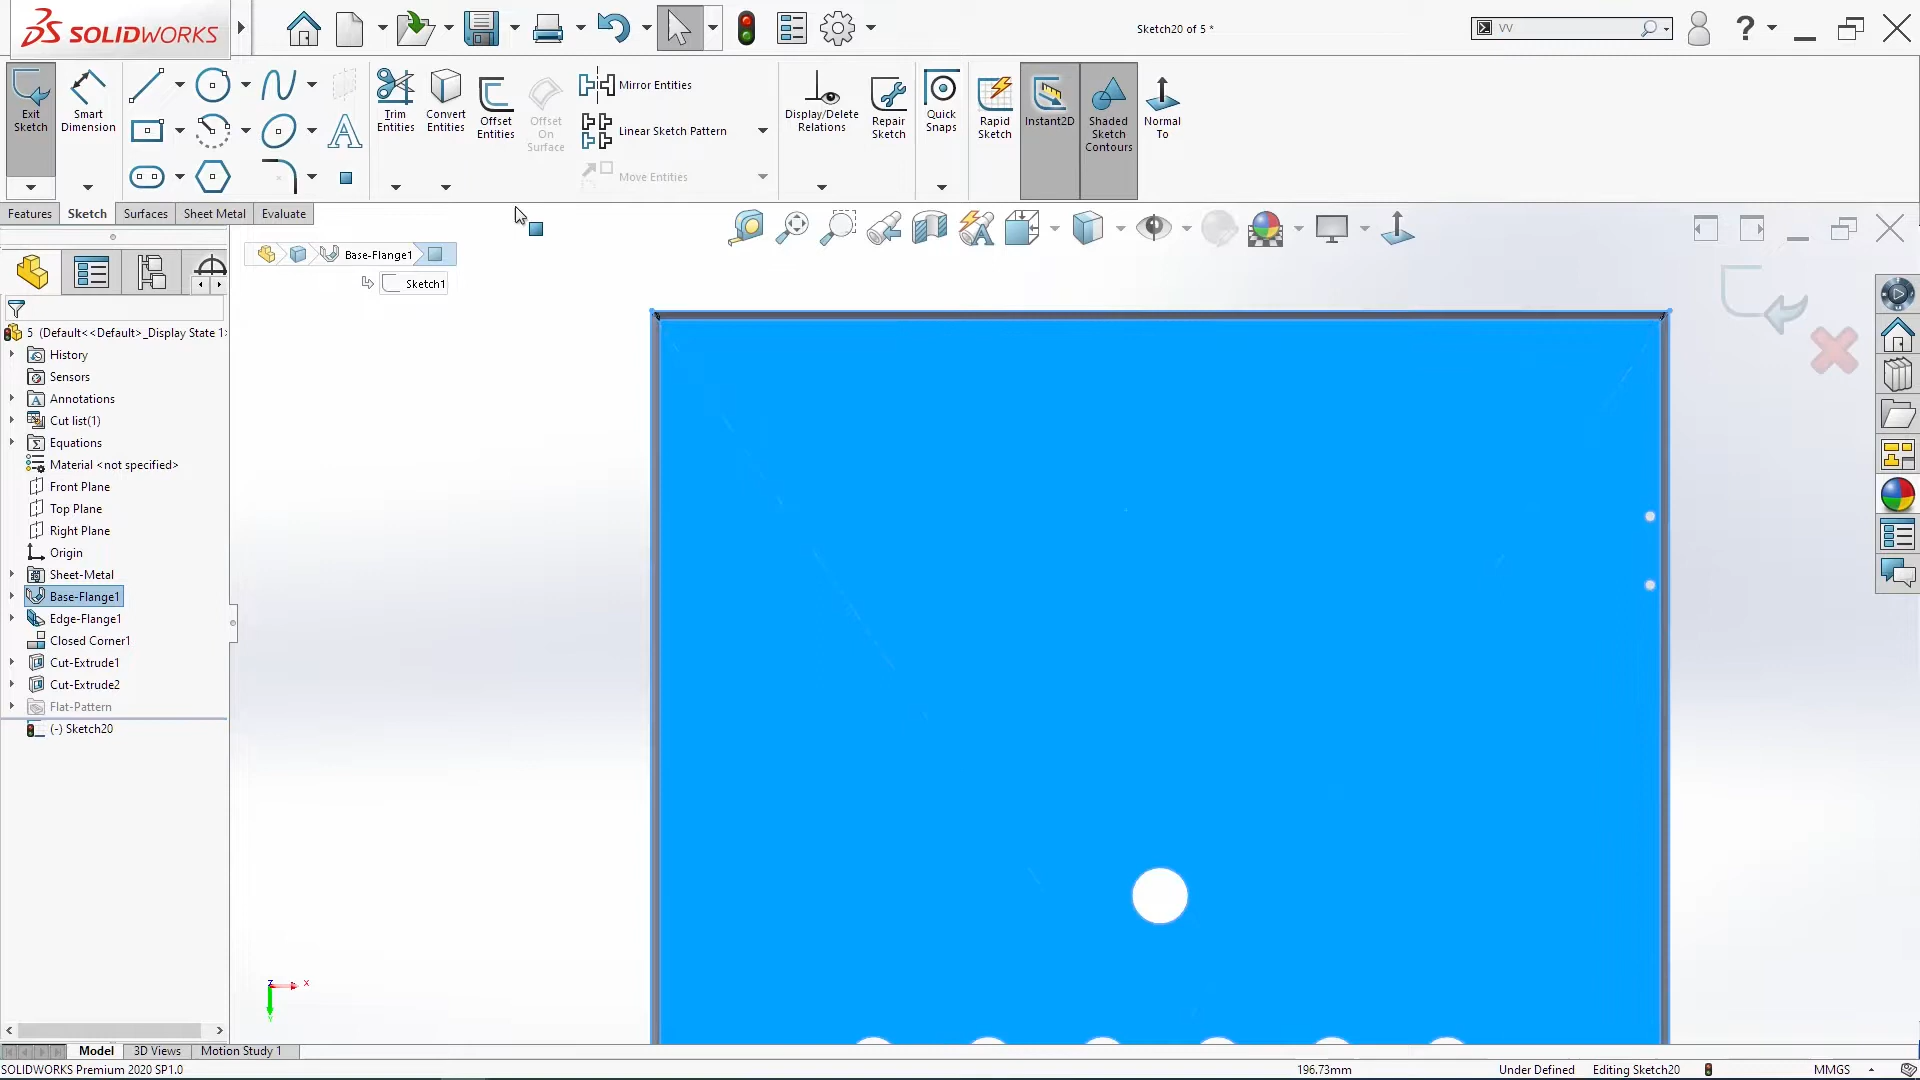 SOLIDWORKS
Sketch20 of 5 *
VV
Exit Sketch
Smart Dimension
Trim Entities
Convert Entities
Offset Entities
Offset On Surface
Mirror Entities
Linear Sketch Pattern
Move Entities
Display/Delete Relations
Repair Sketch
Quick Snaps
Rapid Sketch
Instant2D
Shaded Sketch Contours
Normal To
Features
Sketch
Surfaces
Sheet Metal
Evaluate
Base-Flange1
Sketch1
5 (Default<<Default>_Display State 1>
History
Sensors
Annotations
Cut list(1)
Equations
Material <not specified>
Front Plane
Top Plane
Right Plane
Origin
Sheet-Metal
Base-Flange1
Edge-Flange1
Closed Corner1
Cut-Extrude1
Cut-Extrude2
Flat-Pattern
(-) Sketch20
Z
X
Y
Model
3D Views
Motion Study 1
SOLIDWORKS Premium 2020 SP1.0
196.73mm
Under Defined
Editing Sketch20
MMGS